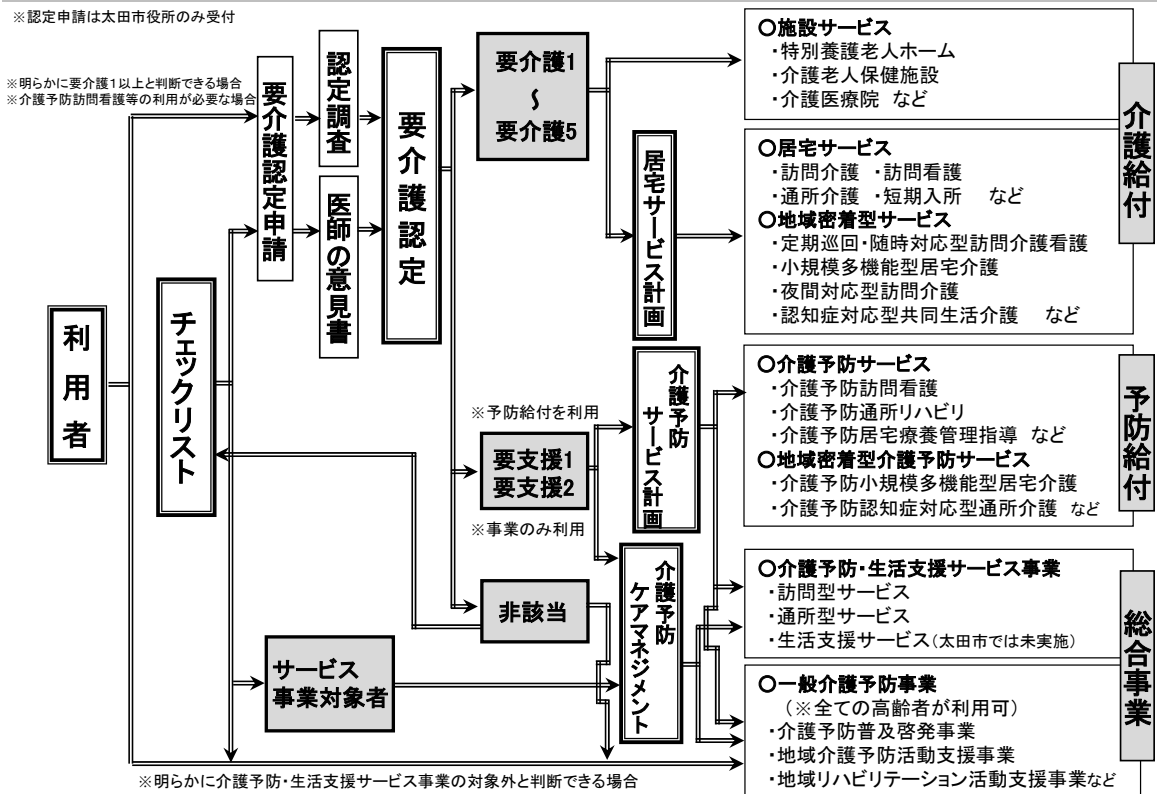 ※認定申請は太田市役所のみ受付
※明らかに要介護1以上と判断できる場合
※介護予防訪問看護等の利用が必要な場合
利用者
チェックリスト
要介護認定申請
認定調査
医師の意見書
要介護認定
要介護1
～
要介護5
居宅サービス計画
※予防給付を利用
要支援1
要支援2
※事業のみ利用
介護予防
サービス計画
非該当
介護予防
ケアマネジメント
サービス
事業対象者
※明らかに介護予防・生活支援サービス事業の対象外と判断できる場合
○施設サービス
・特別養護老人ホーム
・介護老人保健施設
・介護医療院 など
○居宅サービス
・訪問介護 ・訪問看護
・通所介護 ・短期入所 など
○地域密着型サービス
・定期巡回・随時対応型訪問介護看護
・小規模多機能型居宅介護
・夜間対応型訪問介護
・認知症対応型共同生活介護 など
介護給付
○介護予防サービス
・介護予防訪問看護
・介護予防通所リハビリ
・介護予防居宅療養管理指導 など
○地域密着型介護予防サービス
・介護予防小規模多機能型居宅介護
・介護予防認知症対応型通所介護 など
予防給付
○介護予防・生活支援サービス事業
・訪問型サービス
・通所型サービス
・生活支援サービス(太田市では未実施)
○一般介護予防事業
(※全ての高齢者が利用可)
・介護予防普及啓発事業
・地域介護予防活動支援事業
・地域リハビリテーション活動支援事業など
総合事業